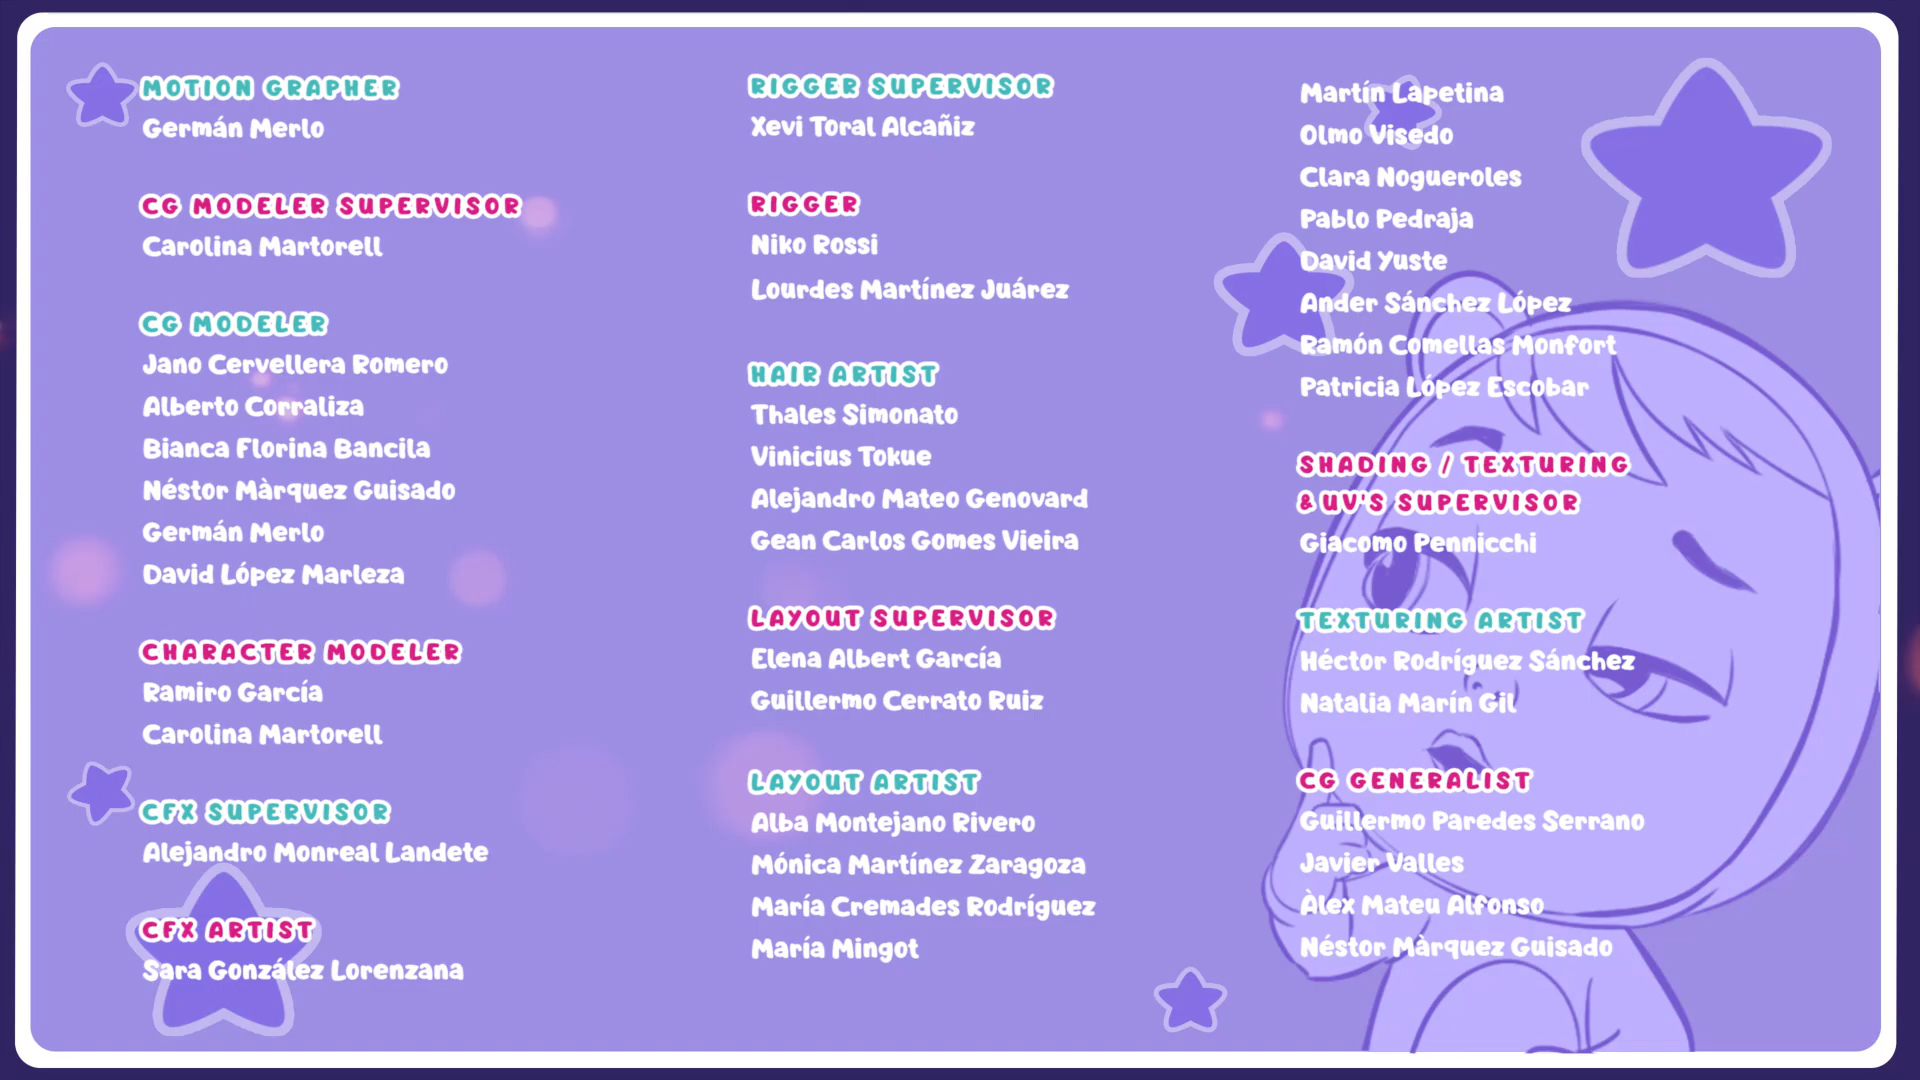 MOTION GRAPHER
Germán Merlo
CG MODELER SUPERVISOR
Carolina Martorell
CG MODELER
Jano Cervellera Romero
Alberto Corraliza
Bianca Florina Bancila
Néstor Màrquez Guisado
Germán Merlo
David López Marleza
CHARACTER MODELER
Ramiro García
Carolina Martorell
CFX SUPERVISOR
Alejandro Monreal Landete
CFX ARTIST
Sara González Lorenzana
RIGGER SUPERVISOR
Xevi Toral Alcañiz
RIGGER
Niko Rossi
Lourdes Martínez Juárez
HAIR ARTIST
Thales Simonato
Vinicius Tokue
Alejandro Mateo Genovard
Gean Carlos Gomes Vieira
LAYOUT SUPERVISOR
Elena Albert García
Guillermo Cerrato Ruiz
LAYOUT ARTIST
Alba Montejano Rivero
Mónica Martínez Zaragoza
María Cremades Rodríguez
María Mingot
Martín Lapetina
Olmo Visedo
Clara Nogueroles
Pablo Pedraja
David Yuste
Ander Sánchez López
Ramón Comellas Monfort
Patricia López Escobar
SHADING / TEXTURING
& UV'S SUPERVISOR
Giacomo Pennicchi
TEXTURING ARTIST
Héctor Rodríguez Sánchez
Natalia Marín Gil
CG GENERALIST
Guillermo Paredes Serrano
Javier Valles
Àlex Mateu Alfonso
Néstor Màrquez Guisado